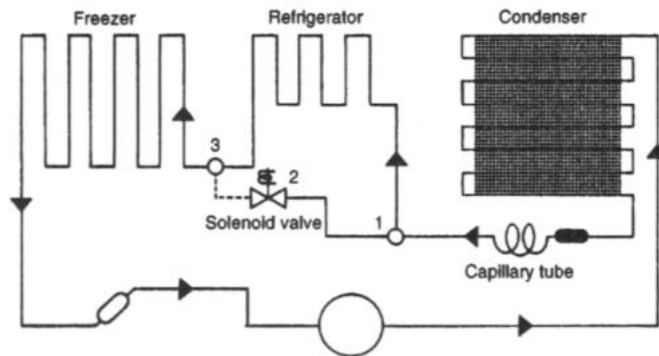 Freezer
Refrigerator
Condenser
3
2
Solenoid valve
1
Capillary tube